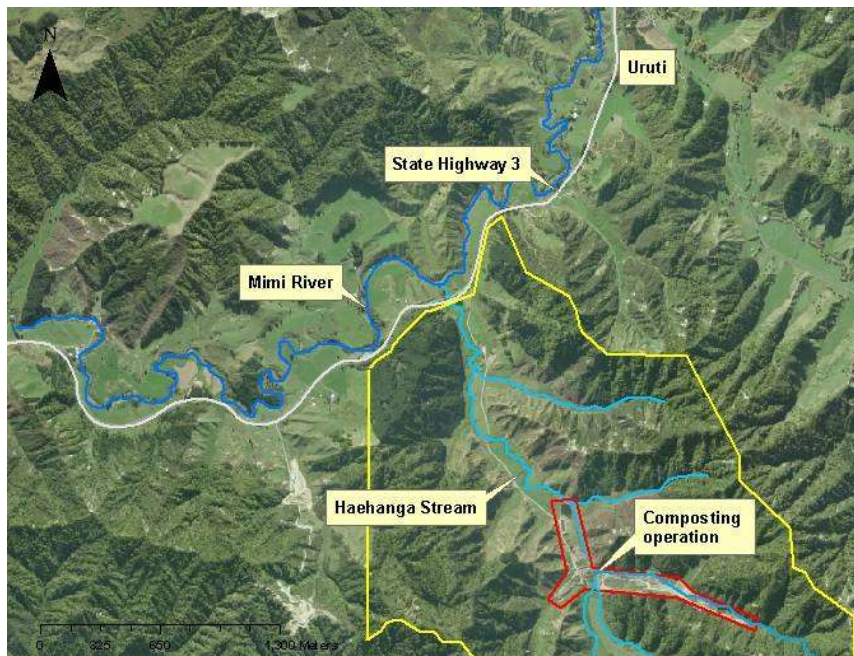 N
Uruti
State Highway 3
Mimi River
Haehanga Stream
Composting
operation
0 325 650 1,300 Meters